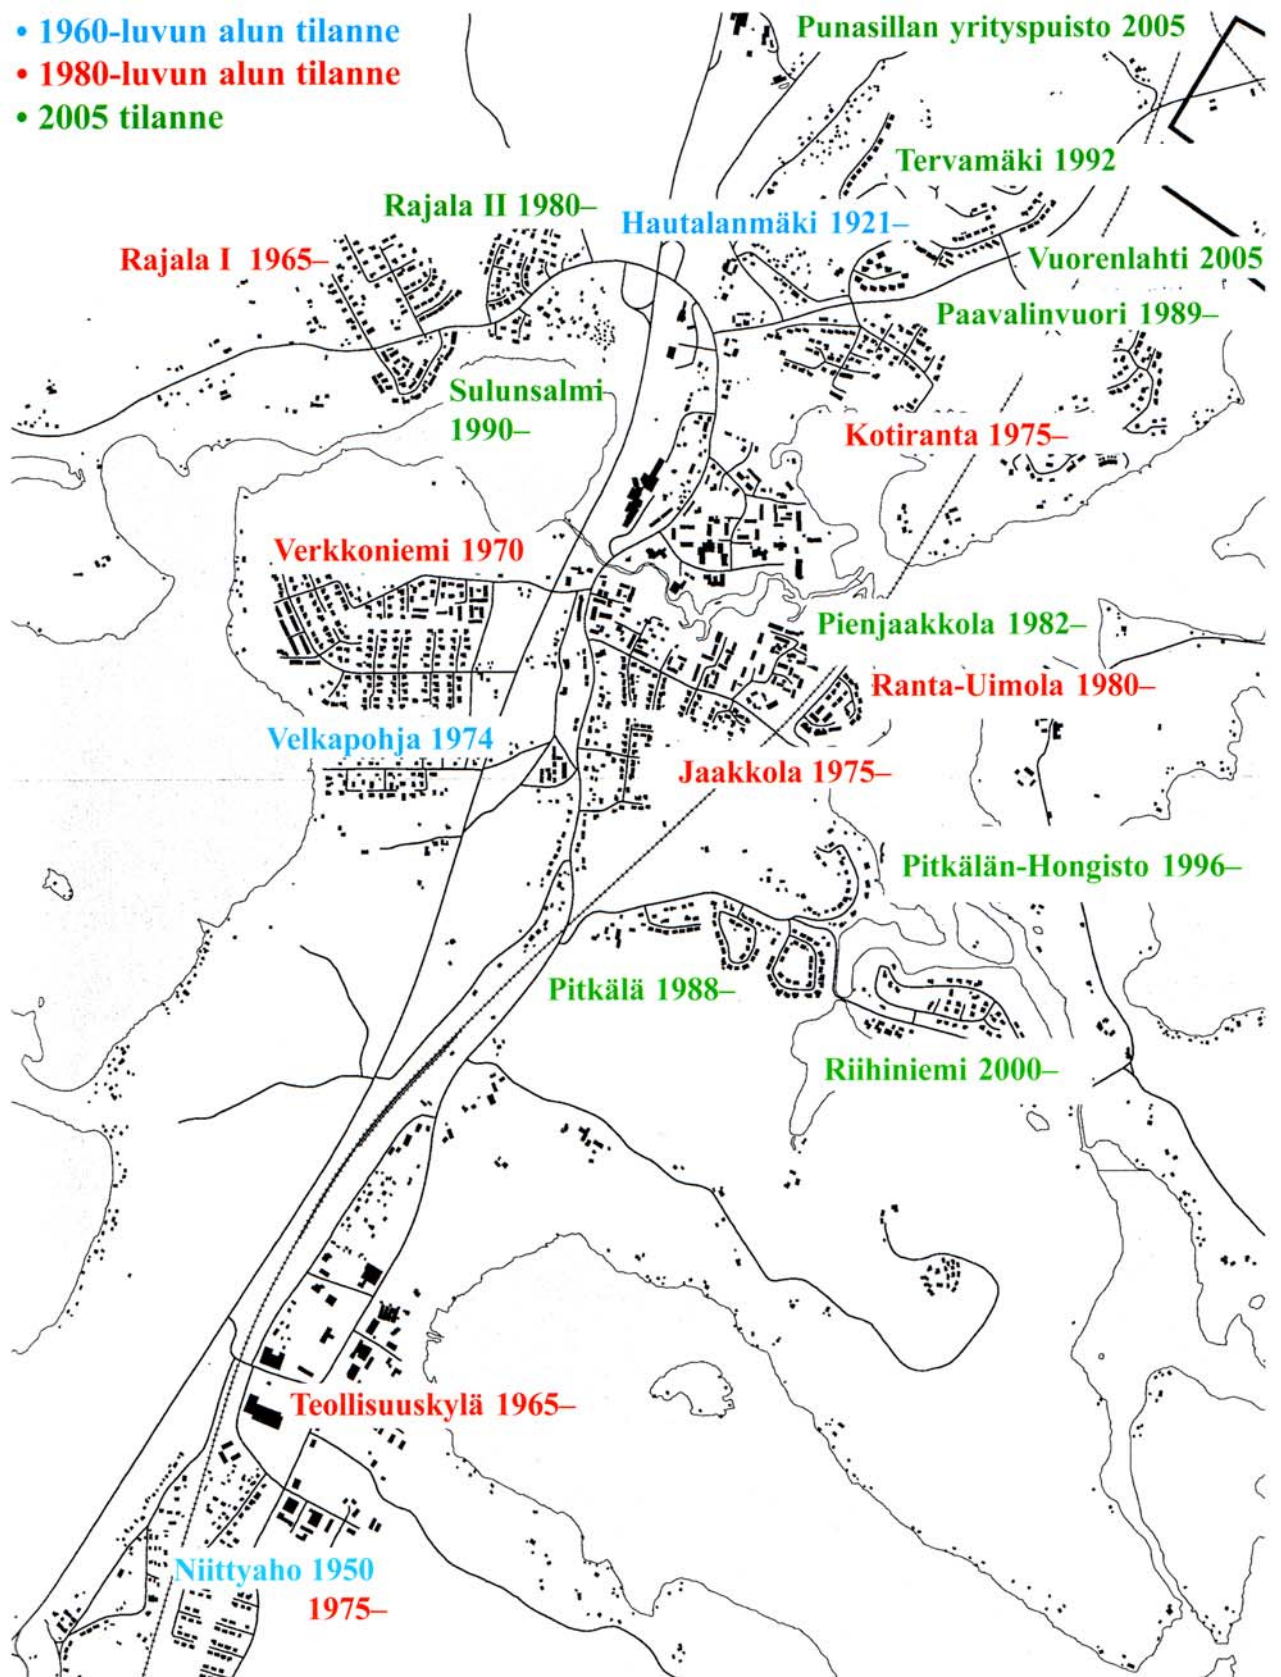 • 1960-luvun alun tilanne
• 1980-luvun alun tilanne
• 2005 tilanne
Punasillan yrityspuisto 2005
Tervamäki 1992
Rajala II 1980–
Hautalanmäki 1921–
Rajala I 1965–
Vuorenlahti 2005
Paavalinvuori 1989–
Sulunsalmi
1990–
Kotiranta 1975–
Verkkoniemi 1970
Pienjaakkola 1982–
Ranta-Uimola 1980–
Velkapohja 1974
Jaakkola 1975–
Pitkälän-Hongisto 1996–
Pitkälä 1988–
Riihiniemi 2000–
Teollisuuskylä 1965–
Niittyaho 1950
1975–